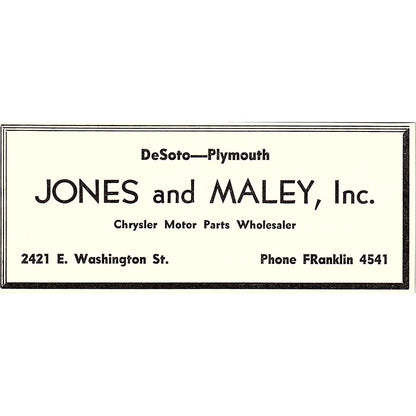 DeSoto—Plymouth
JONES and MALEY, Inc.
Chrysler Motor Parts Wholesaler
2421 E. Washington St. Phone FRanklin 4541